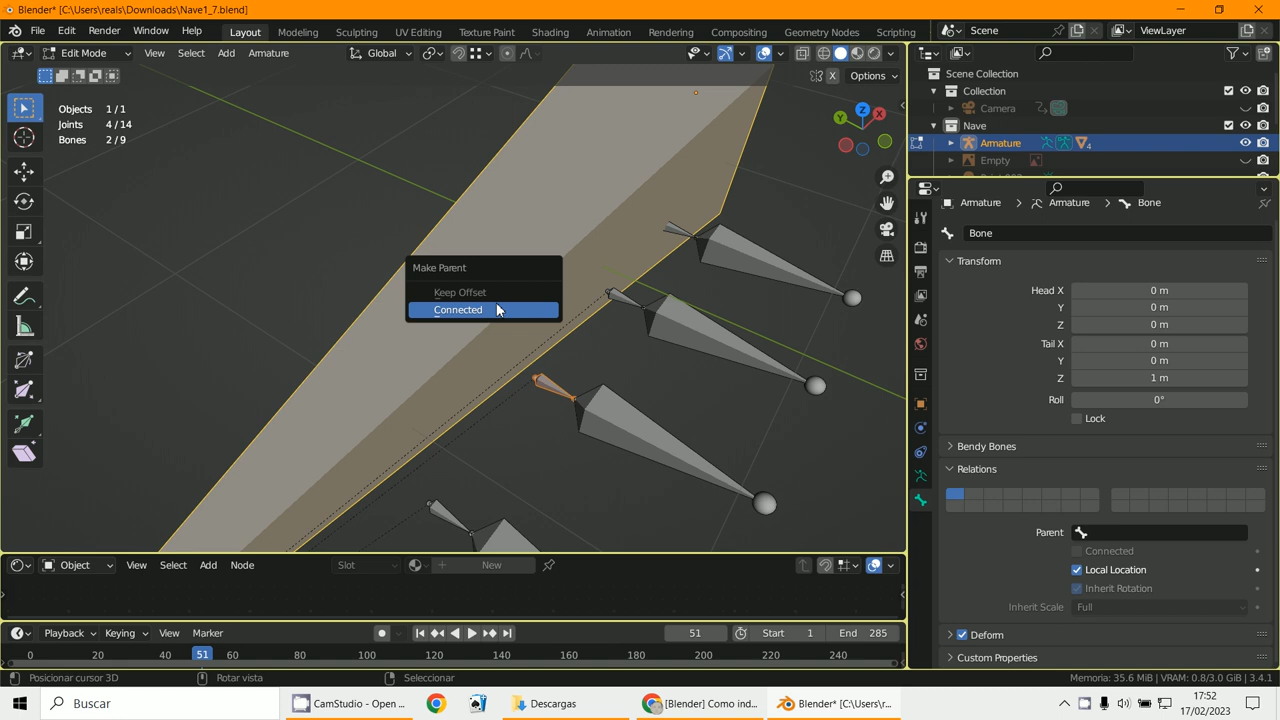 Blender* [C:\Users\reals\Downloads\Nave1_7.blend]
File Edit Render Window Help
Layout Modeling Sculpting UV Editing Texture Paint Shading Animation Rendering Compositing Geometry Nodes Scripting
Scene
ViewLayer
Edit Mode View Select Add Armature
Global
X Options
Objects 1/1
Joints 4/14
Bones 2/9
Z
Y
X
Make Parent
Keep Offset
Connected
Scene Collection
Collection
Camera
Nave
Armature
4
Empty
Armature > Armature > Bone
Bone
Transform
Head X 0 m
Y 0 m
Z 0 m
Tail X 0 m
Y 0 m
Z 1 m
Roll 0°
Lock
Bendy Bones
Relations
Parent
Connected
Local Location
Inherit Rotation
Inherit Scale Full
Deform
Custom Properties
Object View Select Add Node
Slot
New
Playback Keying View Marker
51
Start 1
End 285
0 20 40 51 60 80 100 120 140 160 180 200 220 240
Posicionar cursor 3D
Rotar vista
Seleccionar
Memoria: 35.6 MiB | VRAM: 0.8/3.0 GiB | 3.4.1
Buscar
CamStudio - Open ...
Descargas
[Blender] Como ind...
Blender* [C:\Users\r...
17:52
17/02/2023